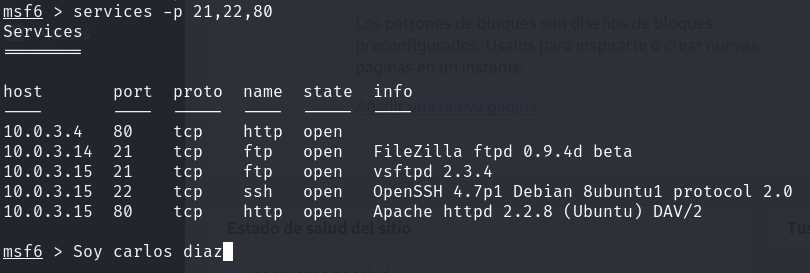 msf6 > services -p 21,22,80
Services
========
Los patrones de bloques son diseños de bloques
preconfigurados. Úsalos para inspirarte o crear nuevas
páginas en un instante.
host port proto name state info
---- ---- ----- ---- ----- ----
Añadir una nueva página
10.0.3.4 80 tcp http open
10.0.3.14 21 tcp ftp open FileZilla ftpd 0.9.4d beta
10.0.3.15 21 tcp ftp open vsftpd 2.3.4
10.0.3.15 22 tcp ssh open OpenSSH 4.7p1 Debian 8ubuntu1 protocol 2.0
10.0.3.15 80 tcp http open Apache httpd 2.2.8 (Ubuntu) DAV/2
Estado de salud del sitio
msf6 > Soy carlos diaz